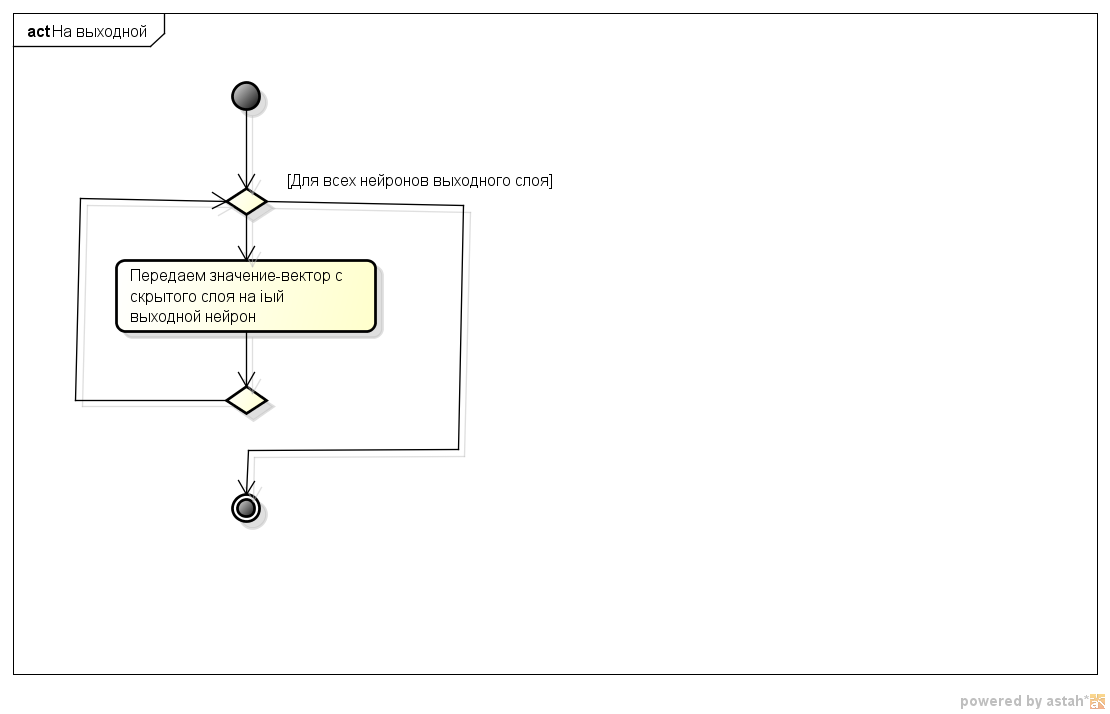 act На выходной
[Для всех нейронов выходного слоя]
Передаем значение-вектор с
скрытого слоя на iый
выходной нейрон
powered by astah*